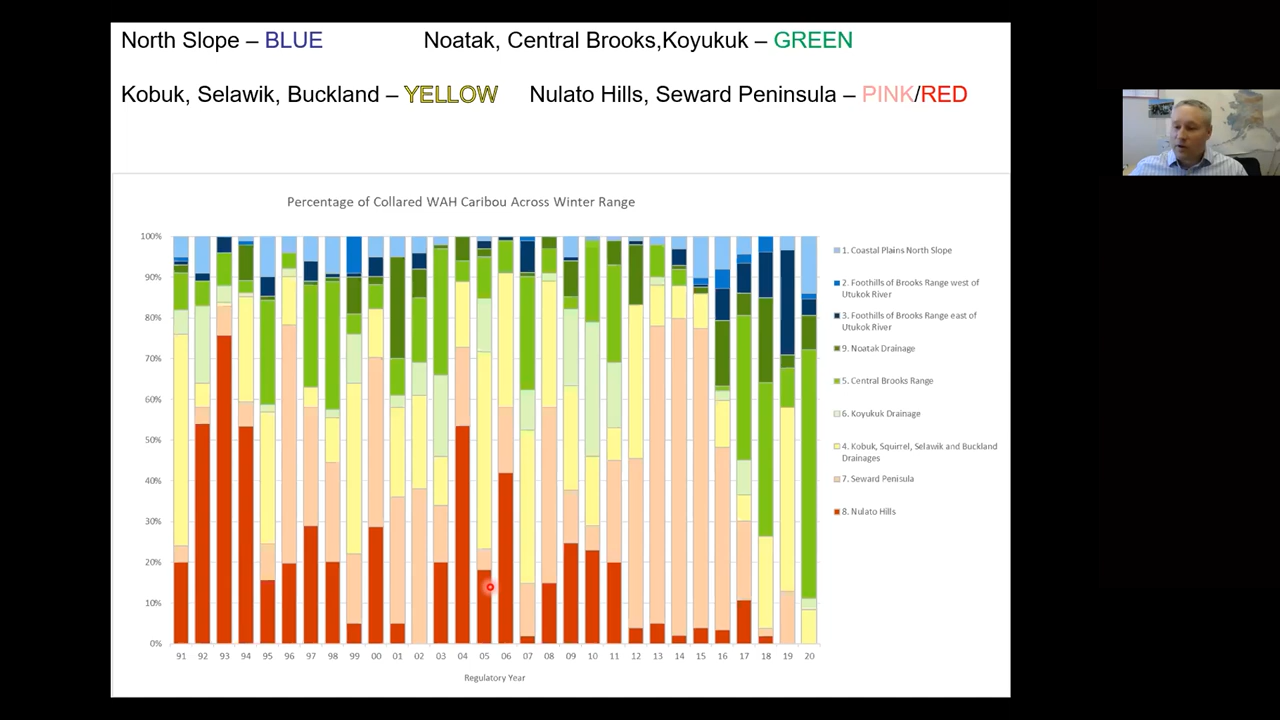 North Slope – BLUE
Noatak, Central Brooks,Koyukuk – GREEN
Kobuk, Selawik, Buckland – YELLOW
Nulato Hills, Seward Peninsula – PINK/RED
Percentage of Collared WAH Caribou Across Winter Range
100%
90%
80%
70%
60%
50%
40%
30%
20%
10%
0%
91 92 93 94 95 96 97 98 99 00 01 02 03 04 05 06 07 08 09 10 11 12 13 14 15 16 17 18 19 20
Regulatory Year
1. Coastal Plains North Slope
2. Foothills of Brooks Range west of
Utukok River
3. Foothills of Brooks Range east of
Utukok River
9. Noatak Drainage
5. Central Brooks Range
6. Koyukuk Drainage
4. Kobuk, Squirrel, Selawik and Buckland
Drainages
7. Seward Penisula
8. Nulato Hills